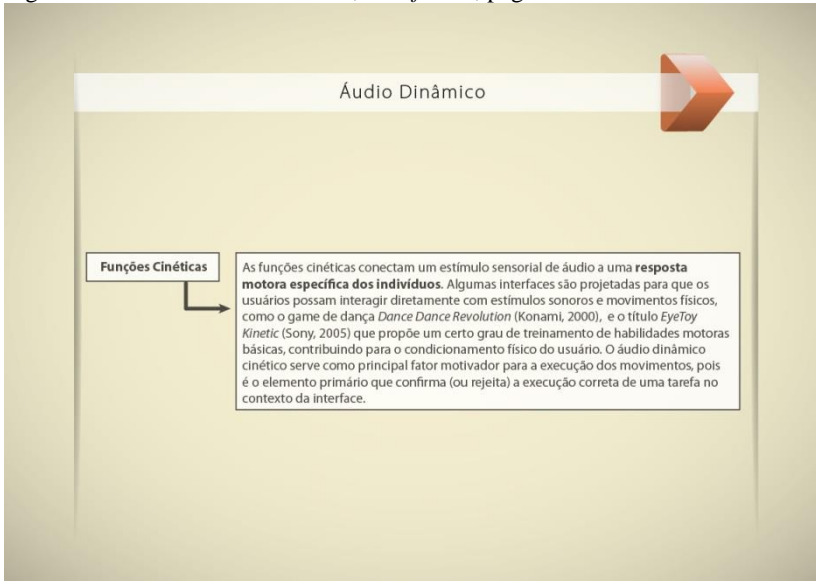 Áudio Dinâmico
Funções Cinéticas
As funções cinéticas conectam um estímulo sensorial de áudio a uma resposta
motora específica dos indivíduos. Algumas interfaces são projetadas para que os
usuários possam interagir diretamente com estímulos sonoros e movimentos físicos,
como o game de dança Dance Dance Revolution (Konami, 2000), e o título EyeToy
Kinetic (Sony, 2005) que propõe um certo grau de treinamento de habilidades motoras
básicas, contribuindo para o condicionamento físico do usuário. O áudio dinâmico
cinético serve como principal fator motivador para a execução dos movimentos, pois
é o elemento primário que confirma (ou rejeita) a execução correta de uma tarefa no
contexto da interface.